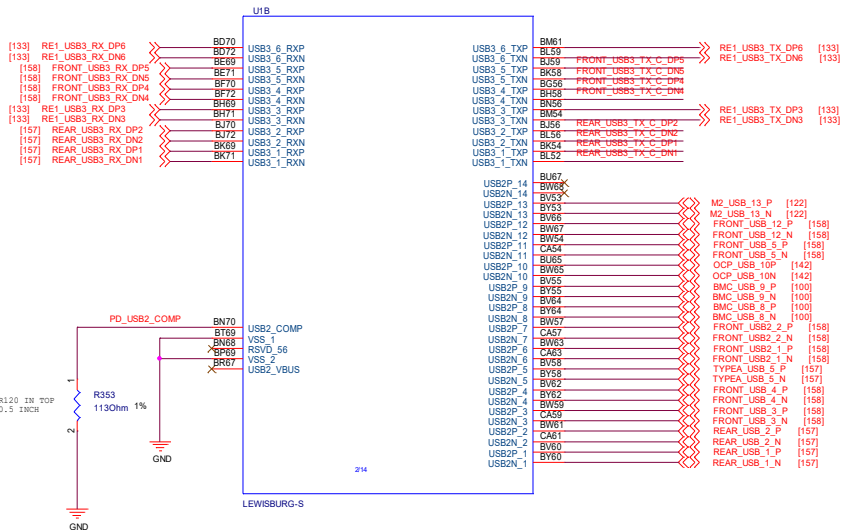 U1B
[133] RE1_USB3_RX_DP6 BD70 USB3_6_RXP USB3_6_TXP BM61 RE1_USB3_TX_DP6 [133]
[133] RE1_USB3_RX_DN6 BD72 USB3_6_RXN USB3_6_TXN BL59 RE1_USB3_TX_DN6 [133]
[158] FRONT_USB3_RX_DP5 BE69 USB3_5_RXP USB3_5_TXP BJ59 FRONT_USB3_TX_C_DP5
[158] FRONT_USB3_RX_DN5 BE71 USB3_5_RXN USB3_5_TXN BK58 FRONT_USB3_TX_C_DN5
[158] FRONT_USB3_RX_DP4 BF70 USB3_4_RXP USB3_4_TXP BG56 FRONT_USB3_TX_C_DP4
[158] FRONT_USB3_RX_DN4 BF72 USB3_4_RXN USB3_4_TXN BH58 FRONT_USB3_TX_C_DN4
[133] RE1_USB3_RX_DP3 BH69 USB3_3_RXP USB3_3_TXP BN56 RE1_USB3_TX_DP3 [133]
[133] RE1_USB3_RX_DN3 BH71 USB3_3_RXN USB3_3_TXN BM54 RE1_USB3_TX_DN3 [133]
[157] REAR_USB3_RX_DP2 BJ70 USB3_2_RXP USB3_2_TXP BJ56 REAR_USB3_TX_C_DP2
[157] REAR_USB3_RX_DN2 BJ72 USB3_2_RXN USB3_2_TXN BL56 REAR_USB3_TX_C_DN2
[157] REAR_USB3_RX_DP1 BK69 USB3_1_RXP USB3_1_TXP BK54 REAR_USB3_TX_C_DP1
[157] REAR_USB3_RX_DN1 BK71 USB3_1_RXN USB3_1_TXN BL52 REAR_USB3_TX_C_DN1
USB2P_14 BU67
USB2N_14 BW68
USB2P_13 BV53 M2_USB_13_P [122]
USB2N_13 BY53 M2_USB_13_N [122]
USB2P_12 BV66 FRONT_USB_12_P [158]
USB2N_12 BW67 FRONT_USB_12_N [158]
USB2P_11 BW54 FRONT_USB_5_P [158]
USB2N_11 CA54 FRONT_USB_5_N [158]
USB2P_10 BU65 OCP_USB_10P [142]
USB2N_10 BW65 OCP_USB_10N [142]
USB2P_9 BV55 BMC_USB_9_P [100]
USB2N_9 BY55 BMC_USB_9_N [100]
USB2P_8 BV64 BMC_USB_8_P [100]
USB2N_8 BY64 BMC_USB_8_N [100]
PD_USB2_COMP BN70 USB2_COMP USB2P_7 BW57 FRONT_USB2_2_P [158]
BT69 VSS_1 USB2N_7 CA57 FRONT_USB2_2_N [158]
BN68 RSVD_56 USB2P_6 BW63 FRONT_USB2_1_P [158]
BP69 VSS_2 USB2N_6 CA63 FRONT_USB2_1_N [158]
BR67 USB2_VBUS USB2P_5 BV58 TYPEA_USB_5_P [157]
USB2N_5 BY58 TYPEA_USB_5_N [157]
USB2P_4 BV62 FRONT_USB_4_P [158]
USB2N_4 BY62 FRONT_USB_4_N [158]
USB2P_3 BW59 FRONT_USB_3_P [158]
USB2N_3 CA59 FRONT_USB_3_N [158]
USB2P_2 BW61 REAR_USB_2_P [157]
USB2N_2 CA61 REAR_USB_2_N [157]
USB2P_1 BV60 REAR_USB_1_P [157]
USB2N_1 BY60 REAR_USB_1_N [157]
1
R120 IN TOP
0.5 INCH
R353
113Ohm 1%
2
GND
2/14
LEWISBURG-S
GND